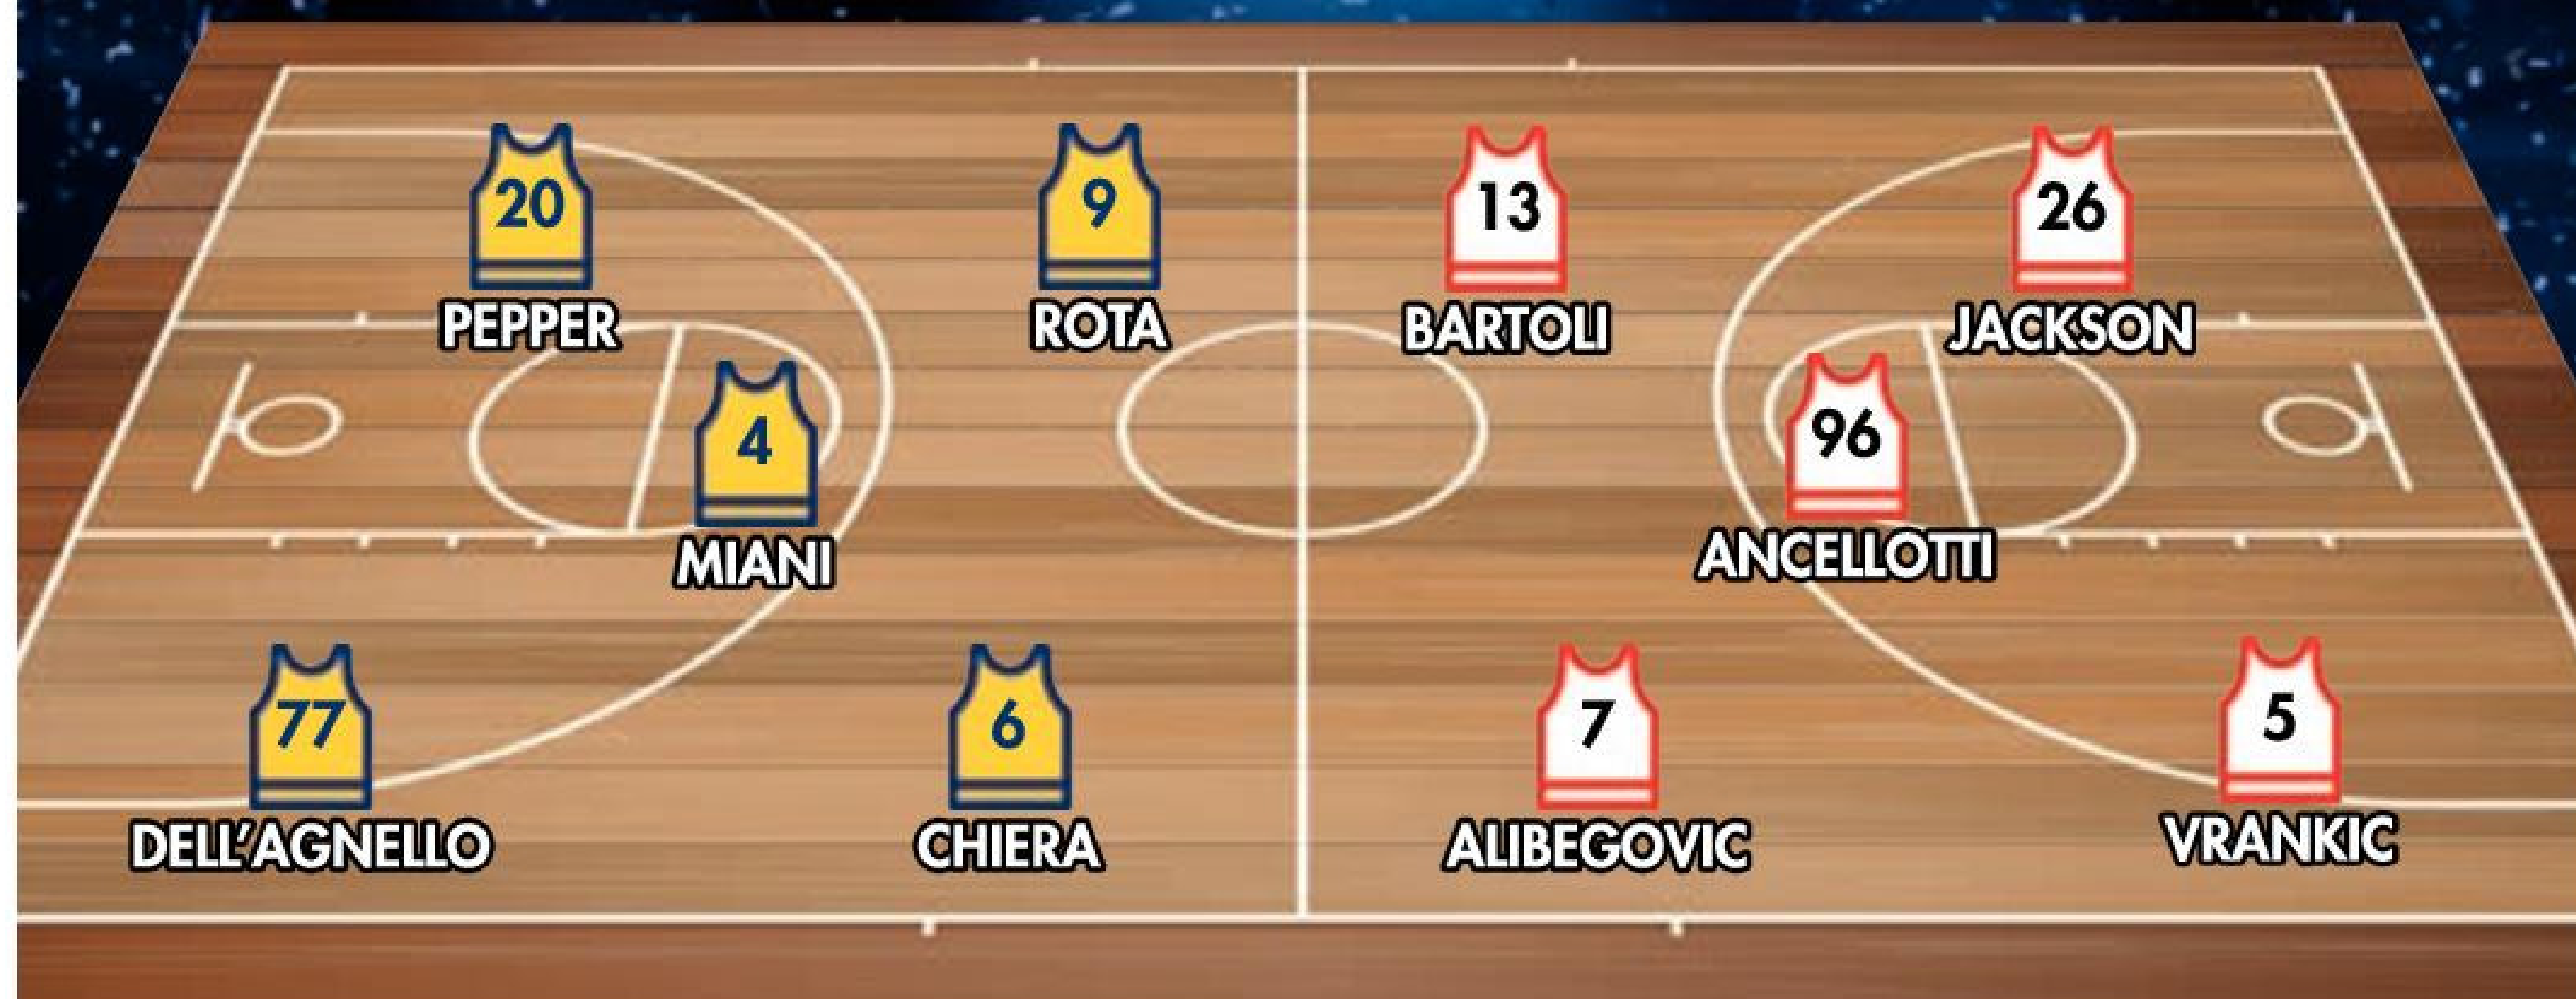 20
PEPPER
9
ROTA
13
BARTOLI
26
JACKSON
4
MIANI
96
ANCELLOTTI
77
DELL'AGNELLO
6
CHIERA
7
ALIBEGOVIC
5
VRANKIC